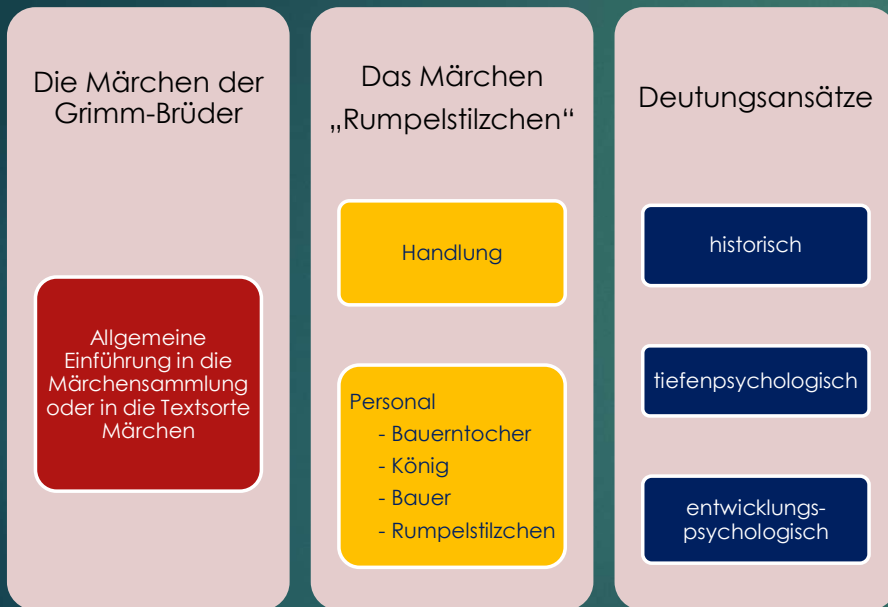 Die Märchen der
Grimm-Brüder
Allgemeine
Einführung in die
Märchensammlung
oder in die Textsorte
Märchen
Das Märchen
„Rumpelstilzchen“
Handlung
Personal
- Bauerntocher
- König
- Bauer
- Rumpelstilzchen
Deutungsansätze
historisch
tiefenpsychologisch
entwicklungs-
psychologisch